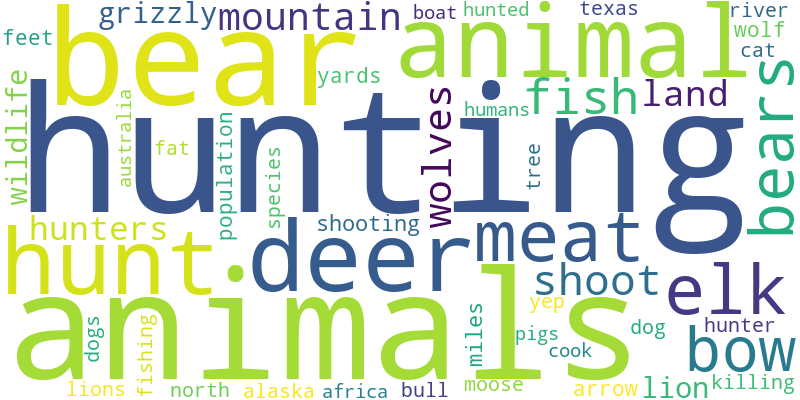 grizzly
mountain
boat
hunted
texas
river
feet
bear
animal
wolf
cat
yards
wildlife
australia
hunting
fish
land
humans
wolves
bears
fat
population
species
tree
hunters
shooting
hunt
deer
meat
shoot
elk
animals
yep
dogs
fishing
miles
pigs
cook
dog
hunter
bow
lions
north
alaska
africa
bull
moose
arrow
lion
killing